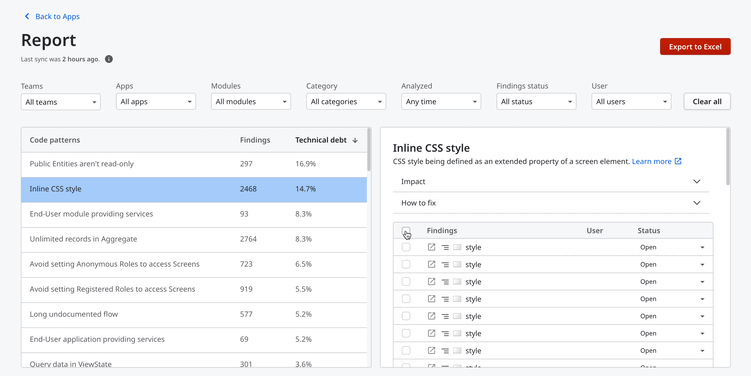 Back to Apps
Report
Export to Excel
Last sync was 2 hours ago.
Teams Apps Modules Category Analyzed Findings status User
All teams All apps All modules All categories Any time All status All users Clear all
Code patterns Findings Technical debt
Public Entities aren't read-only 297 16.9%
Inline CSS style 2468 14.7%
End-User module providing services 93 8.3%
Unlimited records in Aggregate 2764 8.3%
Avoid setting Anonymous Roles to access Screens 723 6.5%
Avoid setting Registered Roles to access Screens 919 5.5%
Long undocumented flow 577 5.2%
End-User application providing services 69 5.2%
Query data in ViewState 301 3.6%
Inline CSS style
CSS style being defined as an extended property of a screen element. Learn more
Impact
How to fix
Findings User Status
style Open
style Open
style Open
style Open
style Open
style Open
style Open
style Open